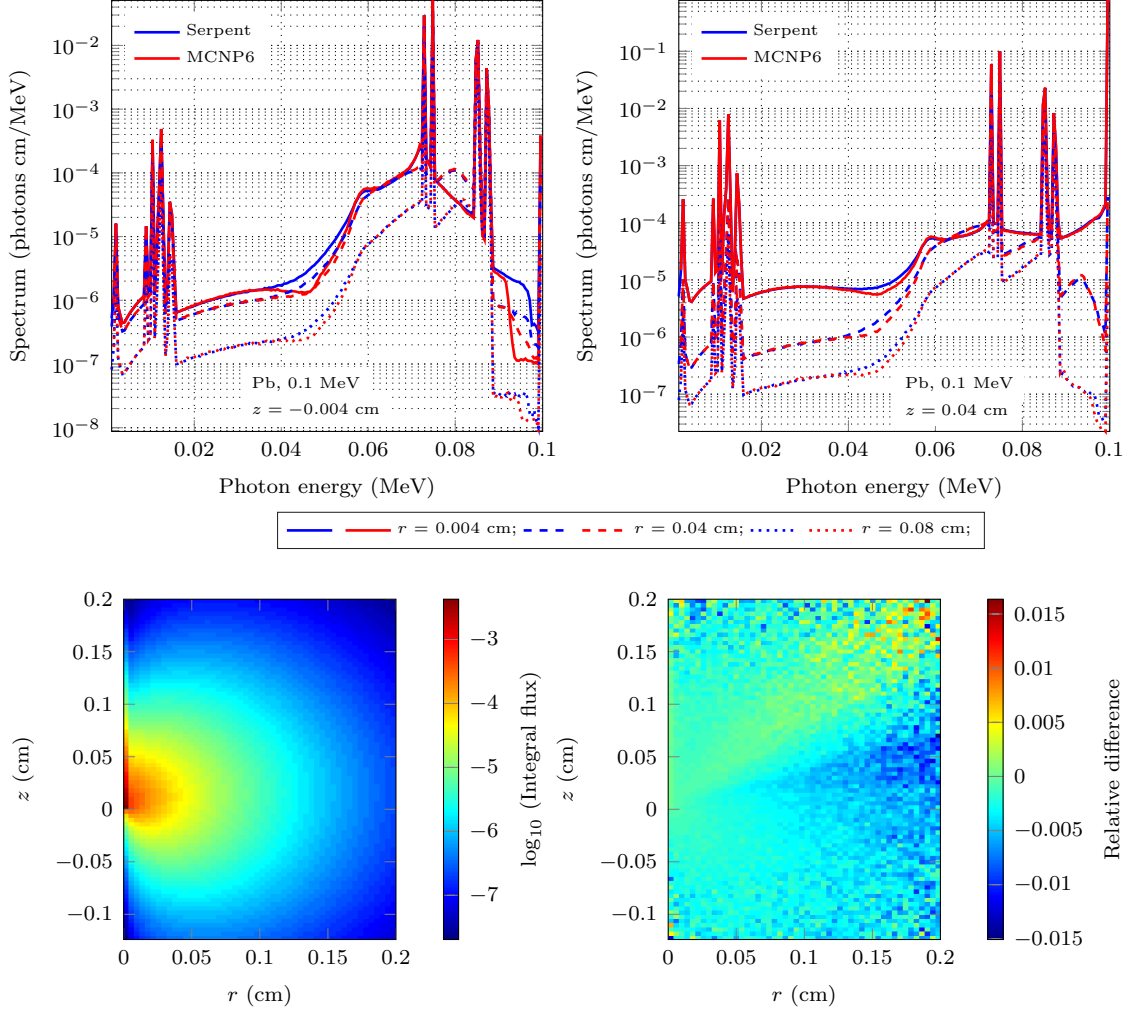 Serpent
MCNP6
10⁻²
10⁻³
10⁻⁴
10⁻⁵
10⁻⁶
10⁻⁷
10⁻⁸
Spectrum (photons cm/MeV)
Pb, 0.1 MeV
z = −0.004 cm
0.02 0.04 0.06 0.08 0.1
Photon energy (MeV)
Serpent
MCNP6
10⁻¹
10⁻²
10⁻³
10⁻⁴
10⁻⁵
10⁻⁶
10⁻⁷
Spectrum (photons cm/MeV)
Pb, 0.1 MeV
z = 0.04 cm
0.02 0.04 0.06 0.08 0.1
Photon energy (MeV)
r = 0.004 cm; r = 0.04 cm; r = 0.08 cm;
0.2
0.15
0.1
0.05
0
−0.05
−0.1
z (cm)
0 0.05 0.1 0.15 0.2
r (cm)
−3
−4
−5
−6
−7
log₁₀ (Integral flux)
0.2
0.15
0.1
0.05
0
−0.05
−0.1
z (cm)
0 0.05 0.1 0.15 0.2
r (cm)
0.015
0.01
0.005
0
−0.005
−0.01
−0.015
Relative difference